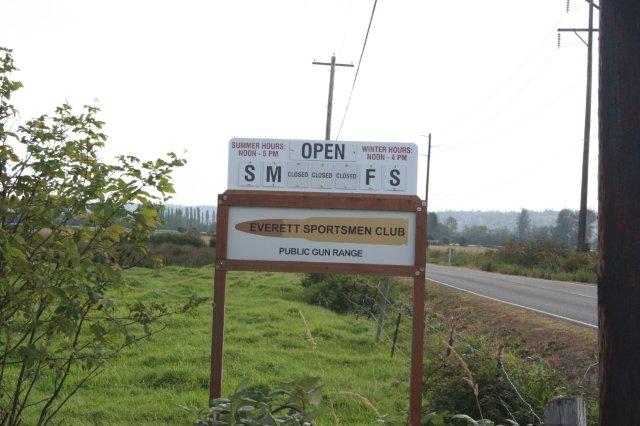 SUMMER HOURS:
NOON - 5 PM
OPEN
WINTER HOURS:
NOON - 4 PM
S M CLOSED CLOSED CLOSED F S
EVERETT SPORTSMEN CLUB
PUBLIC GUN RANGE